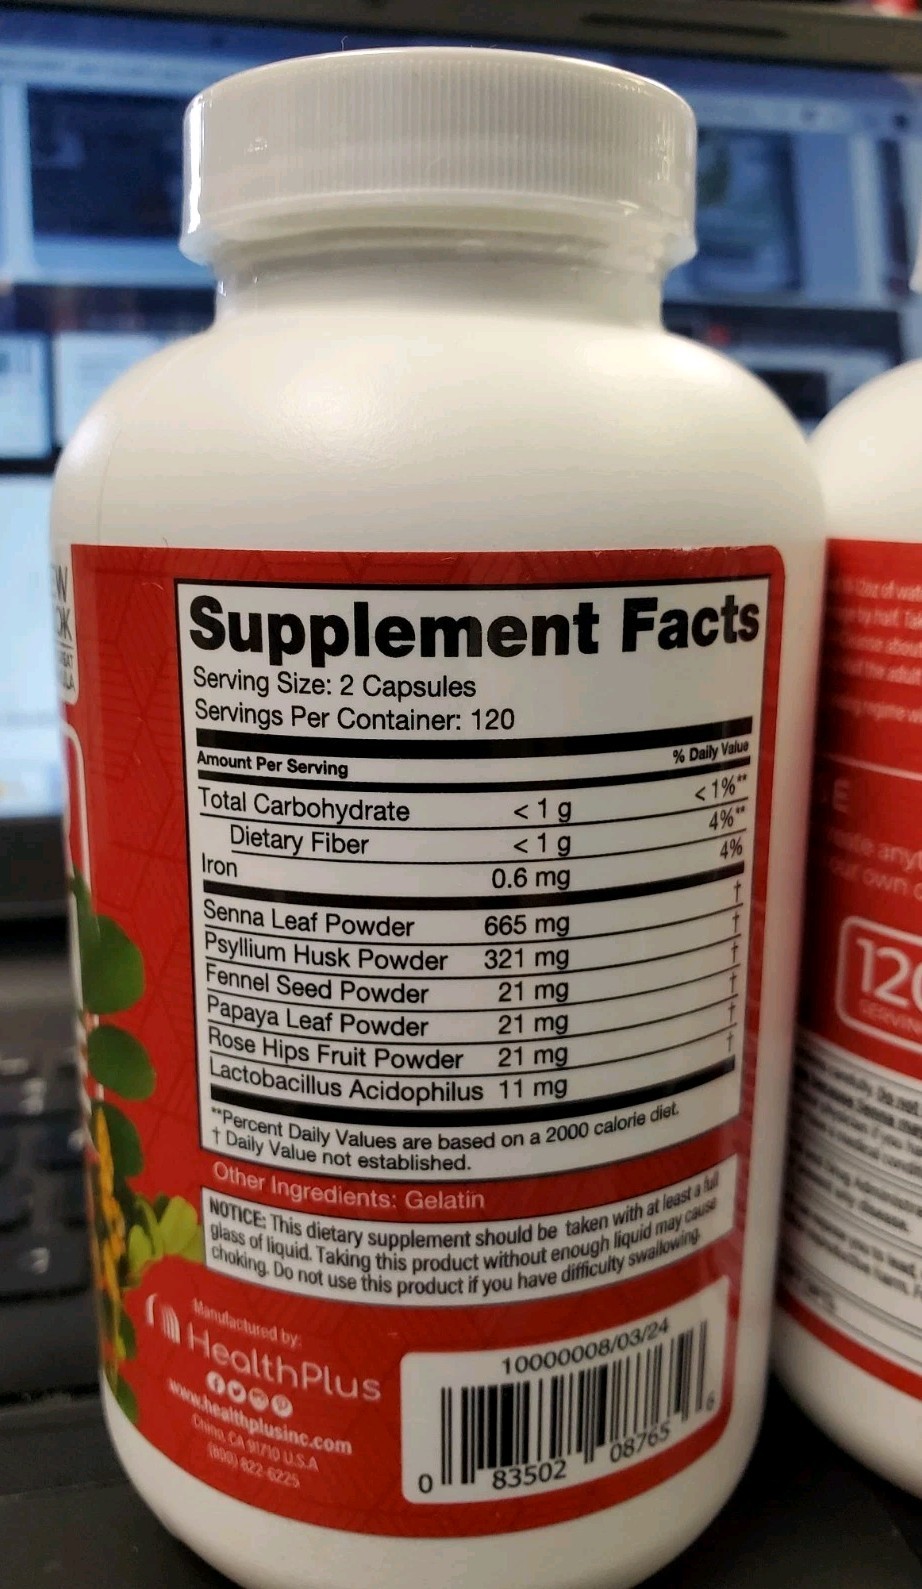 Supplement Facts
Serving Size: 2 Capsules
Servings Per Container: 120
Amount Per Serving % Daily Value
Total Carbohydrate < 1 g < 1%**
Dietary Fiber < 1 g 4%**
Iron 0.6 mg 4%
Senna Leaf Powder 665 mg †
Psyllium Husk Powder 321 mg †
Fennel Seed Powder 21 mg †
Papaya Leaf Powder 21 mg †
Rose Hips Fruit Powder 21 mg †
Lactobacillus Acidophilus 11 mg †
**Percent Daily Values are based on a 2000 calorie diet.
† Daily Value not established.
Other Ingredients: Gelatin
NOTICE: This dietary supplement should be taken with at least a full
glass of liquid. Taking this product without enough liquid may cause
choking. Do not use this product if you have difficulty swallowing.
Manufactured by:
HealthPlus
www.healthplusinc.com
Chino, CA 91710 U.S.A
(800) 822-6225
10000008/03/24
0 83502 08765 6